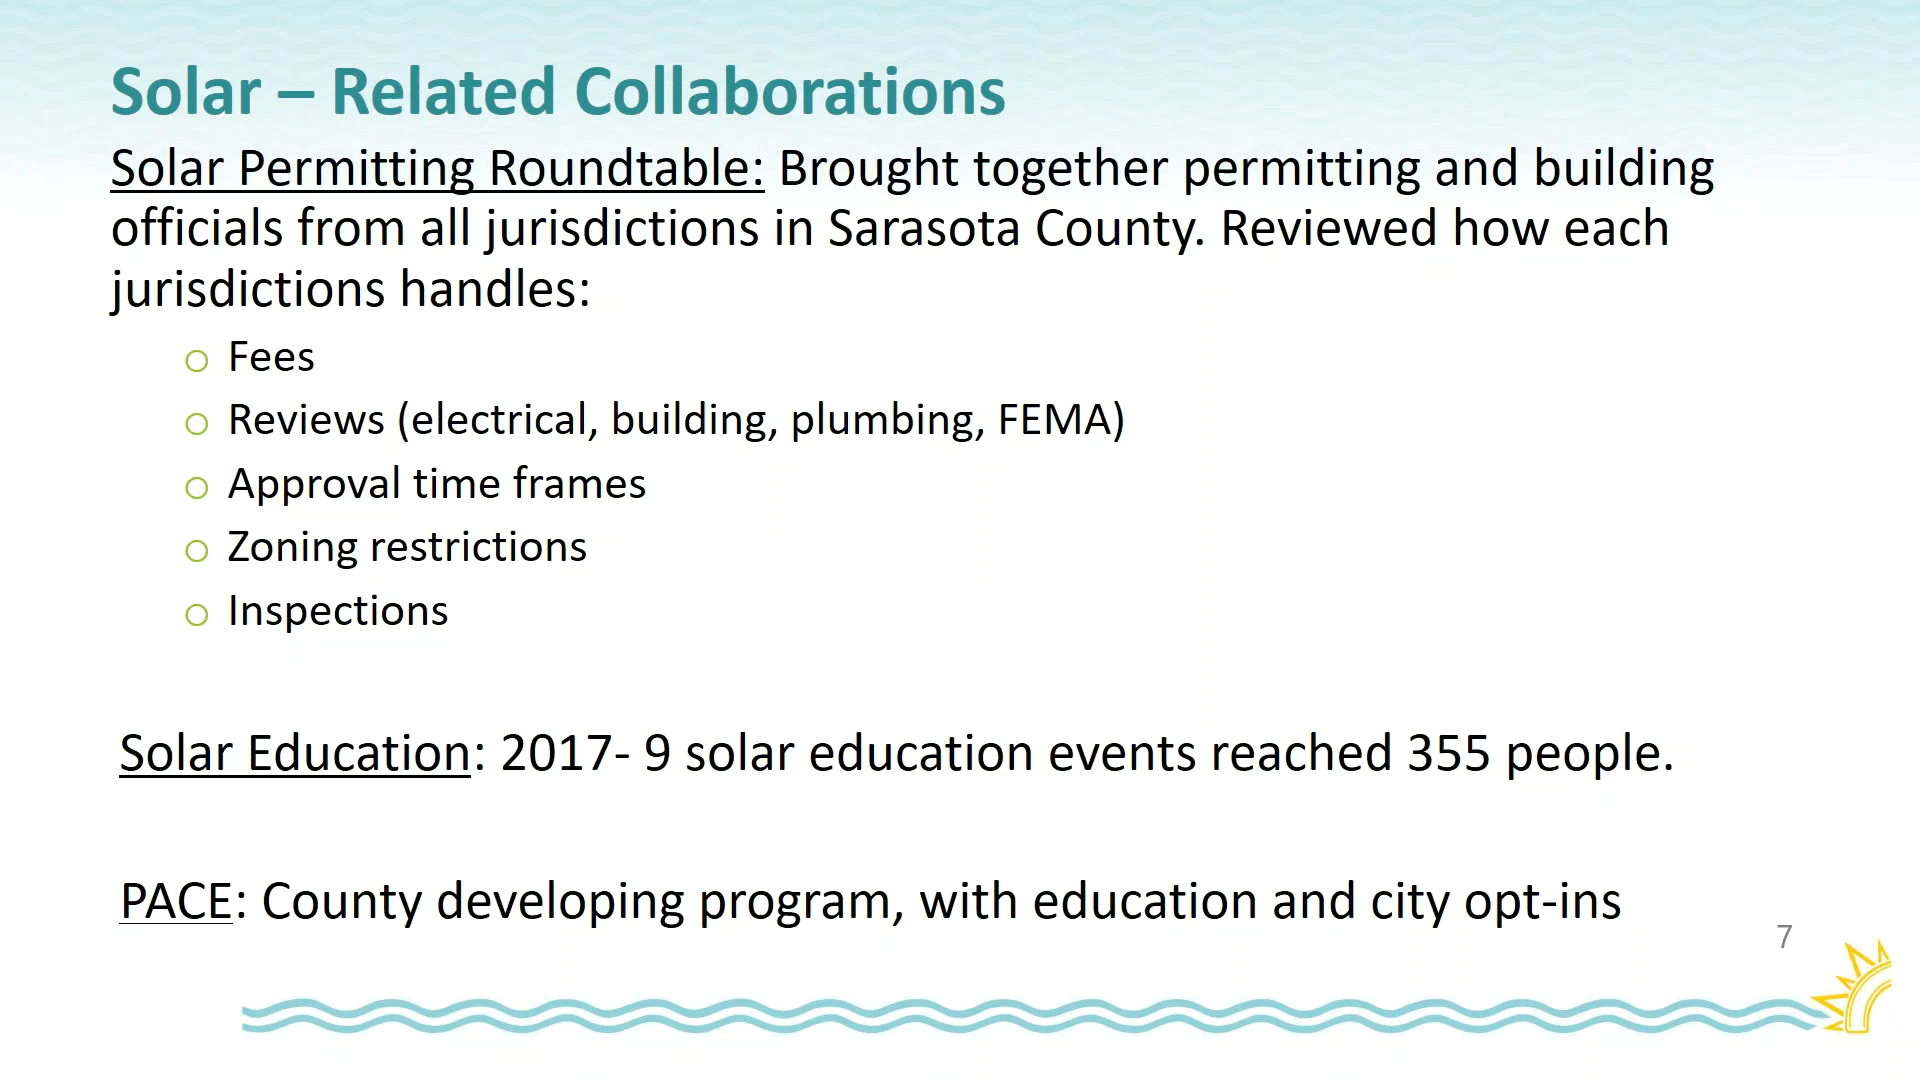 Solar – Related Collaborations
Solar Permitting Roundtable: Brought together permitting and building
officials from all jurisdictions in Sarasota County. Reviewed how each
jurisdictions handles:
Fees
Reviews (electrical, building, plumbing, FEMA)
Approval time frames
Zoning restrictions
Inspections
Solar Education: 2017- 9 solar education events reached 355 people.
PACE: County developing program, with education and city opt-ins
7